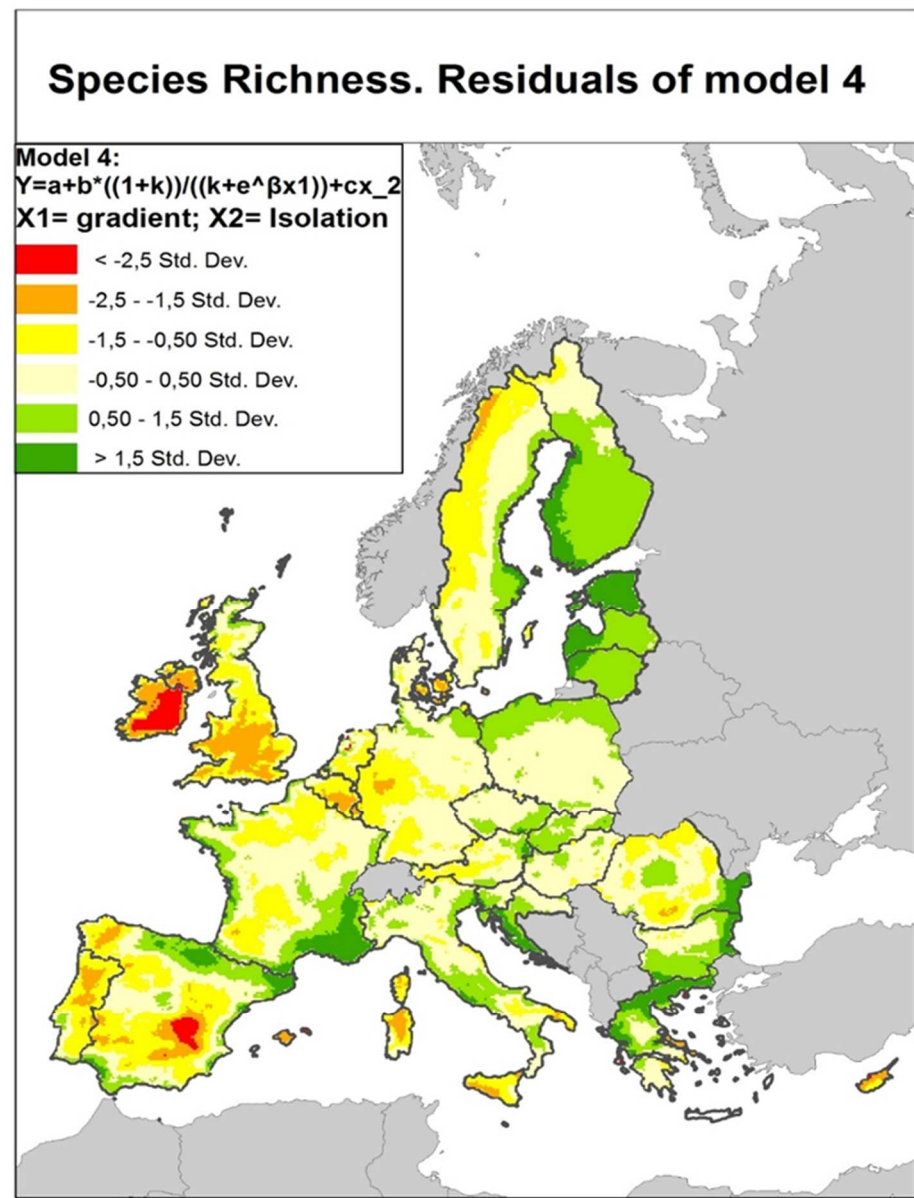 Species Richness. Residuals of model 4
Model 4:
Y=a+b*((1+k))/((k+e^βx1))+cx_2
X1= gradient; X2= Isolation
< -2,5 Std. Dev.
-2,5 - -1,5 Std. Dev.
-1,5 - -0,50 Std. Dev.
-0,50 - 0,50 Std. Dev.
0,50 - 1,5 Std. Dev.
> 1,5 Std. Dev.